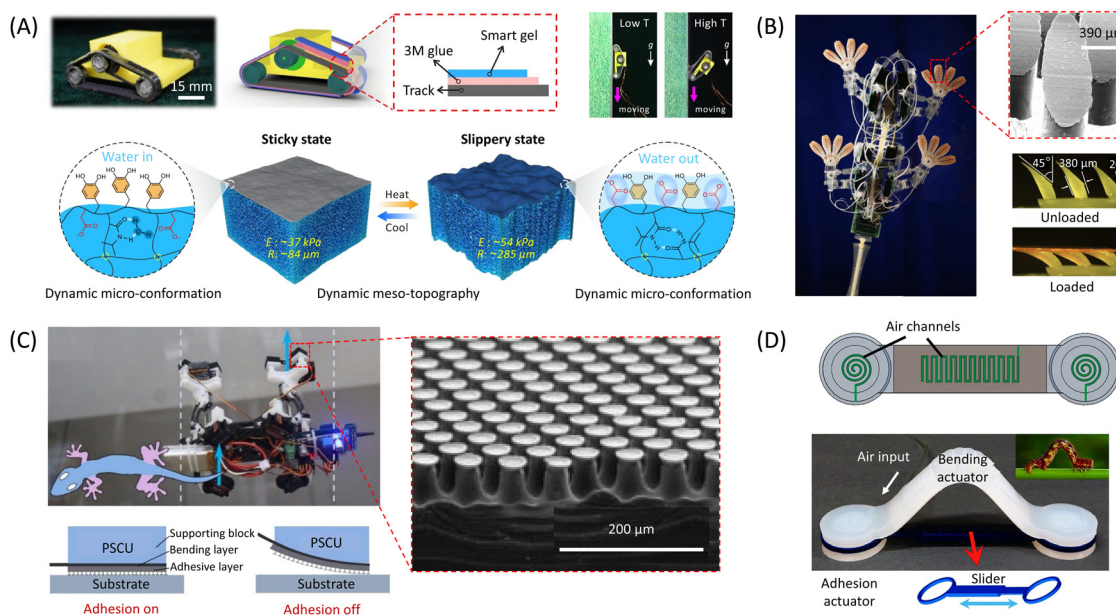 (A)
15 mm
Smart gel
3M glue
Track
Low T
g
moving
High T
g
moving
Sticky state
Slippery state
Water in
HO
OH
Heat
Cool
Water out
E : ~37 kPa
R: ~84 μm
E : ~54 kPa
R: ~285 μm
Dynamic micro-conformation
Dynamic meso-topography
Dynamic micro-conformation
(B)
390 μm
45°
380 μm
Unloaded
Loaded
(C)
200 μm
PSCU
Supporting block
Bending layer
Adhesive layer
Substrate
Adhesion on
PSCU
Substrate
Adhesion off
(D)
Air channels
Air input
Bending
actuator
Adhesion
actuator
Slider